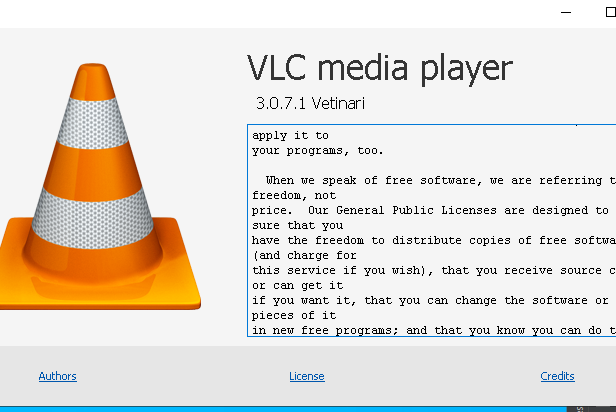 VLC media player
3.0.7.1 Vetinari
apply it to
your programs, too.
When we speak of free software, we are referring
freedom, not
price.  Our General Public Licenses are designed to
sure that you
have the freedom to distribute copies of free
(and charge for
this service if you wish), that you receive source
or can get it
if you want it, that you can change the software or
pieces of it
in new free programs; and that you know you can do
Authors
License
Credits